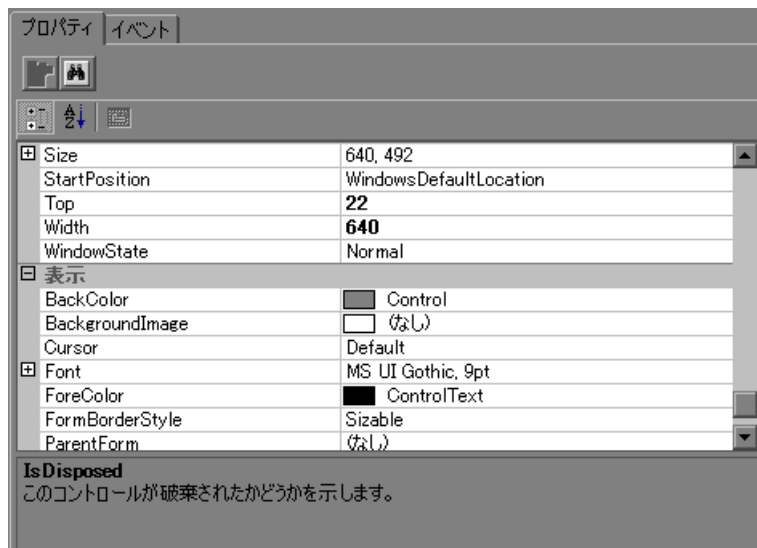 プロパティ イベント
Size 640, 492
StartPosition WindowsDefaultLocation
Top 22
Width 640
WindowState Normal
表示
BackColor Control
BackgroundImage (なし)
Cursor Default
Font MS UI Gothic, 9pt
ForeColor ControlText
FormBorderStyle Sizable
ParentForm (なし)
IsDisposed
このコントロールが破棄されたかどうかを示します。